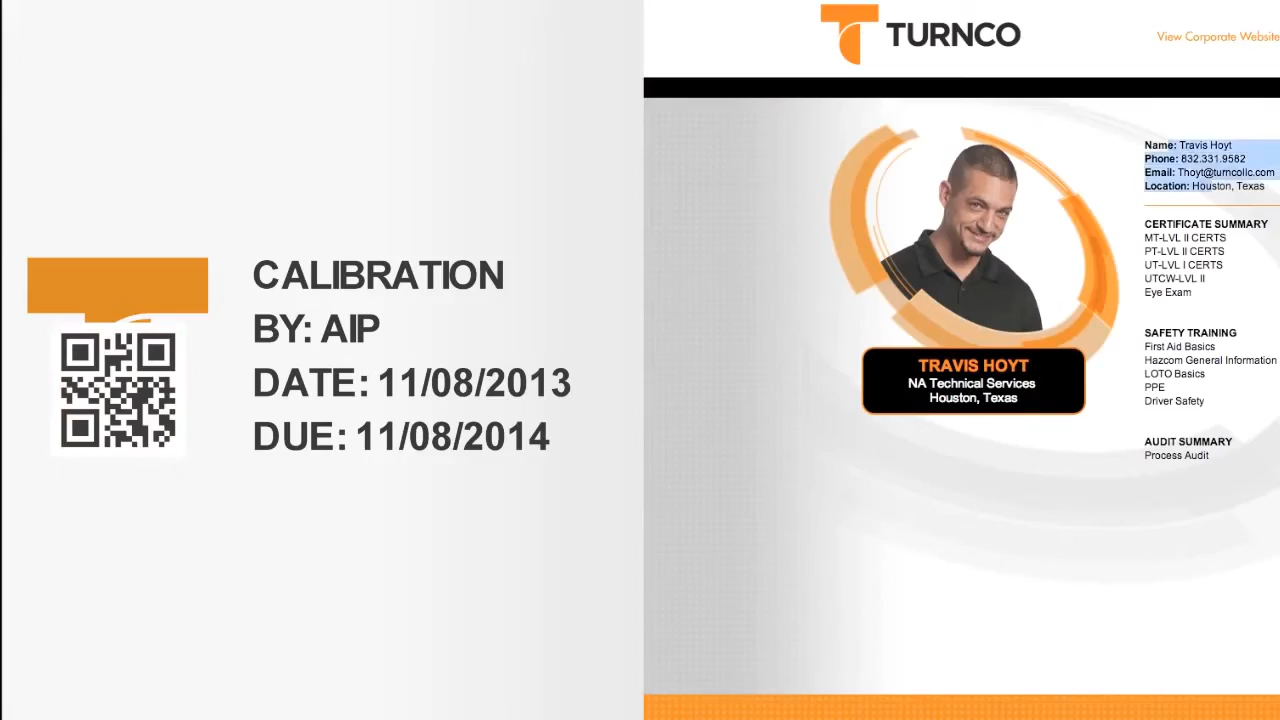 CALIBRATION
BY: AIP
DATE: 11/08/2013
DUE: 11/08/2014
TURNCO
View Corporate Website
Name: Travis Hoyt
Phone: 832.331.9582
Email: Thoyt@turncollc.com
Location: Houston, Texas
CERTIFICATE SUMMARY
MT-LVL II CERTS
PT-LVL II CERTS
UT-LVL I CERTS
UTCW-LVL II
Eye Exam
SAFETY TRAINING
First Aid Basics
Hazcom General Information
LOTO Basics
PPE
Driver Safety
AUDIT SUMMARY
Process Audit
TRAVIS HOYT
NA Technical Services
Houston, Texas